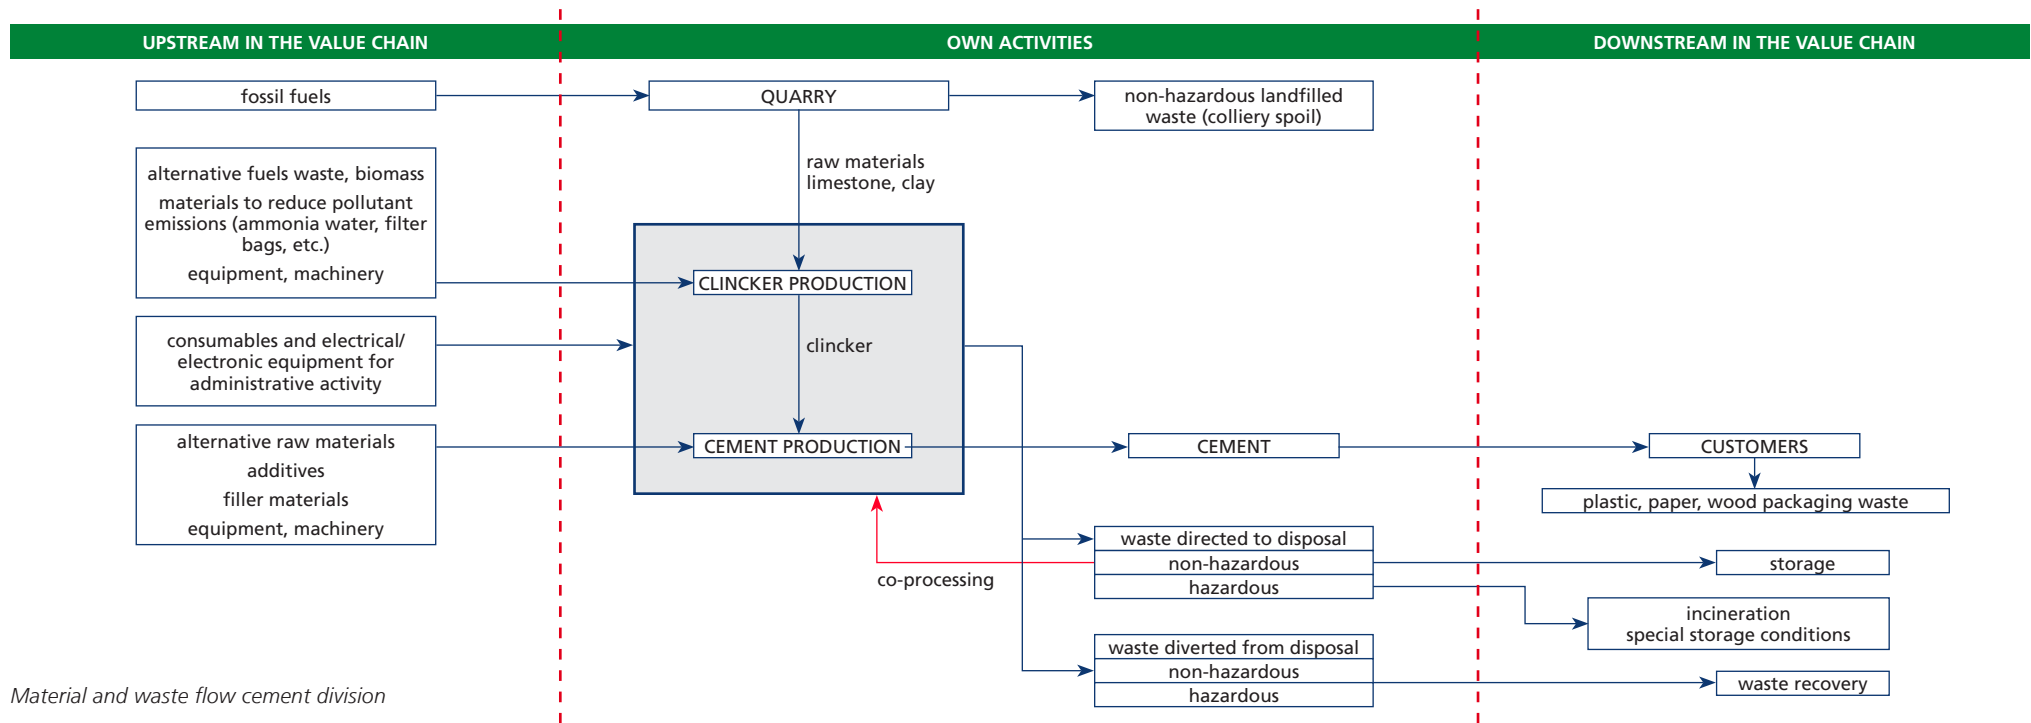 UPSTREAM IN THE VALUE CHAIN
OWN ACTIVITIES
DOWNSTREAM IN THE VALUE CHAIN
fossil fuels
QUARRY
non-hazardous landfilled
waste (colliery spoil)
alternative fuels waste, biomass
materials to reduce pollutant
emissions (ammonia water, filter
bags, etc.)
equipment, machinery
raw materials
limestone, clay
CLINCKER PRODUCTION
consumables and electrical/
electronic equipment for
administrative activity
clincker
alternative raw materials
additives
filler materials
equipment, machinery
CEMENT PRODUCTION
CEMENT
CUSTOMERS
plastic, paper, wood packaging waste
co-processing
waste directed to disposal
non-hazardous
hazardous
storage
incineration
special storage conditions
waste diverted from disposal
non-hazardous
hazardous
waste recovery
Material and waste flow cement division